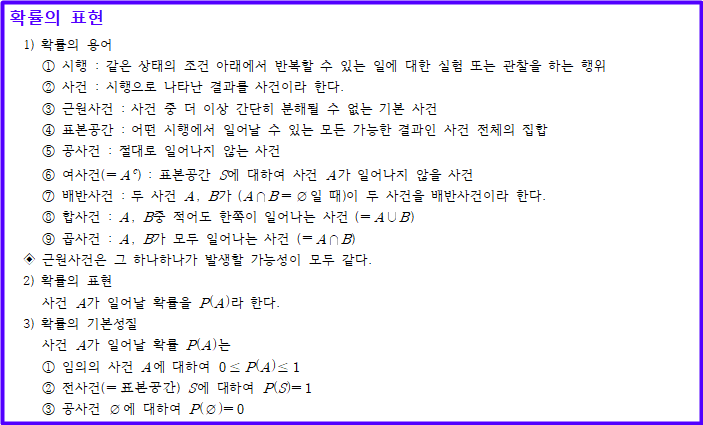 확률의 표현
1) 확률의 용어
① 시행 : 같은 상태의 조건 아래에서 반복할 수 있는 일에 대한 실험 또는 관찰을 하는 행위
② 사건 : 시행으로 나타난 결과를 사건이라 한다.
③ 근원사건 : 사건 중 더 이상 간단히 분해될 수 없는 기본 사건
④ 표본공간 : 어떤 시행에서 일어날 수 있는 모든 가능한 결과인 사건 전체의 집합
⑤ 공사건 : 절대로 일어나지 않는 사건
⑥ 여사건(= Aᶜ) : 표본공간 S에 대하여 사건 A가 일어나지 않을 사건
⑦ 배반사건 : 두 사건 A, B가 (A∩B = ∅일 때)이 두 사건을 배반사건이라 한다.
⑧ 합사건 : A, B중 적어도 한쪽이 일어나는 사건 (= A∪B)
⑨ 곱사건 : A, B가 모두 일어나는 사건 (= A∩B)
◈ 근원사건은 그 하나하나가 발생할 가능성이 모두 같다.
2) 확률의 표현
사건 A가 일어날 확률을 P(A)라 한다.
3) 확률의 기본성질
사건 A가 일어날 확률 P(A)는
① 임의의 사건 A에 대하여 0 ≤ P(A) ≤ 1
② 전사건(= 표본공간) S에 대하여 P(S) = 1
③ 공사건 ∅에 대하여 P(∅) = 0